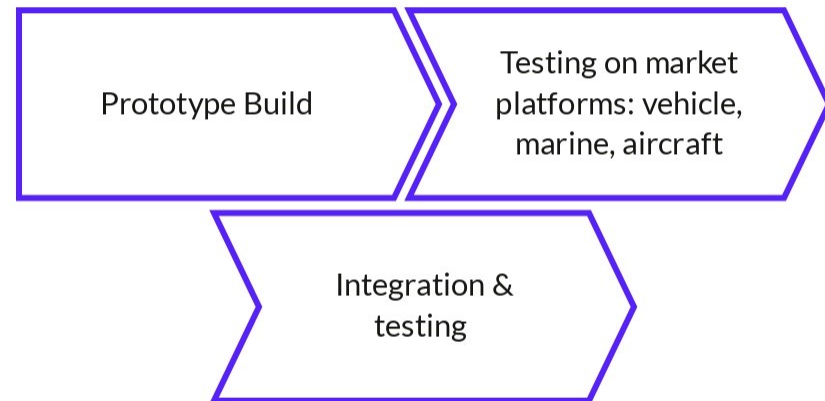 Prototype Build
Testing on market
platforms: vehicle,
marine, aircraft
Integration &
testing